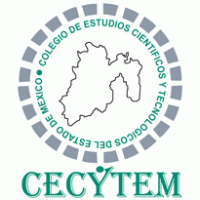 COLEGIO DE ESTUDIOS CIENTIFICOS Y TECNOLOGICOS DEL ESTADO DE MEXICO
CECYTEM